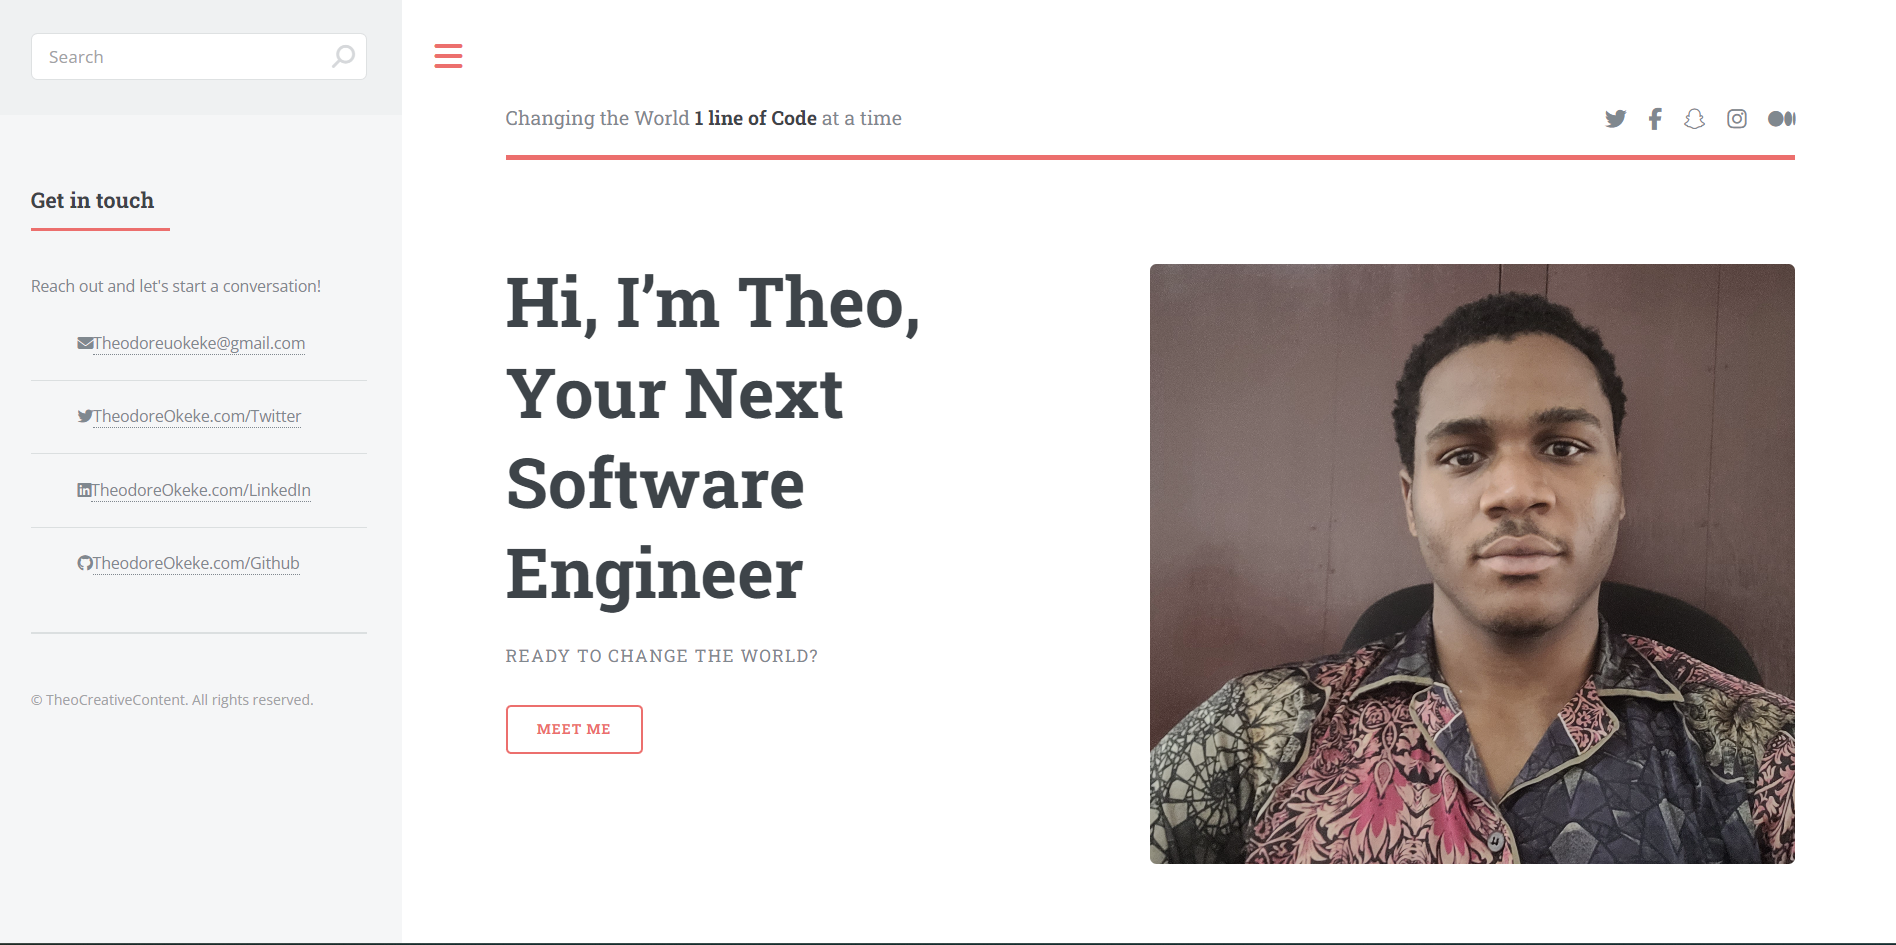 Search
Get in touch
Reach out and let's start a conversation!
Theodoreuokeke@gmail.com
TheodoreOkeke.com/Twitter
TheodoreOkeke.com/LinkedIn
TheodoreOkeke.com/Github
© TheoCreativeContent. All rights reserved.
Changing the World 1 line of Code at a time
Hi, I’m Theo,
Your Next
Software
Engineer
READY TO CHANGE THE WORLD?
MEET ME